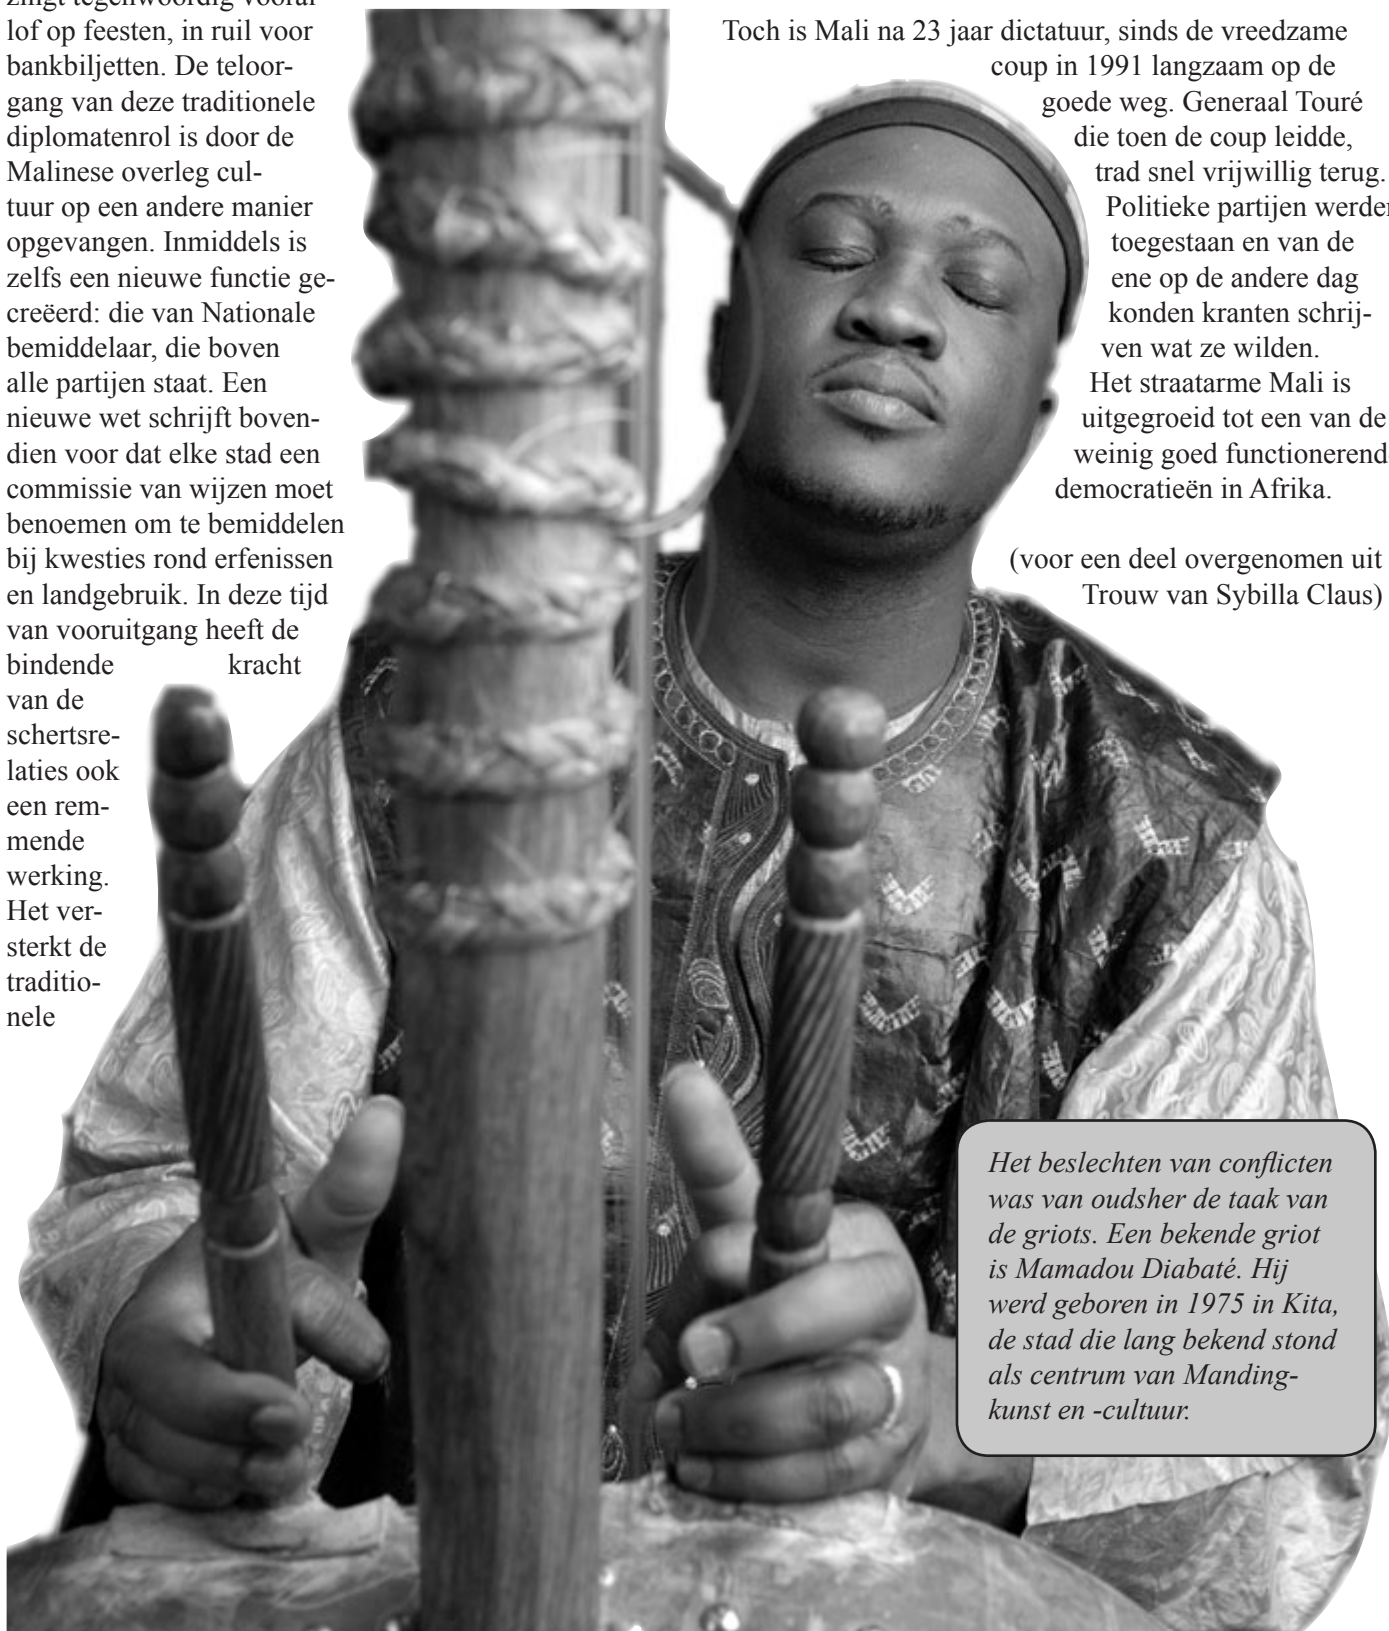 zingt tegenwoordig vooral
lof op feesten, in ruil voor
bankbiljetten. De teloor-
gang van deze traditionele
diplomatenrol is door de
Malinese overleg cul-
tuur op een andere manier
opgevangen. Inmiddels is
zelfs een nieuwe functie ge-
creëerd: die van Nationale
bemiddelaar, die boven
alle partijen staat. Een
nieuwe wet schrijft boven-
dien voor dat elke stad een
commissie van wijzen moet
benoemen om te bemiddelen
bij kwesties rond erfenissen
en landgebruik. In deze tijd
van vooruitgang heeft de
bindende kracht
van de
schertsre-
laties ook
een rem-
mende
werking.
Het ver-
sterkt de
traditio-
nele
Toch is Mali na 23 jaar dictatuur, sinds de vreedzame
coup in 1991 langzaam op de
goede weg. Generaal Touré
die toen de coup leidde,
trad snel vrijwillig terug.
Politieke partijen werden
toegestaan en van de
ene op de andere dag
konden kranten schrij-
ven wat ze wilden.
Het straatarme Mali is
uitgegroeid tot een van de
weinig goed functionerende
democratieën in Afrika.
(voor een deel overgenomen uit
Trouw van Sybilla Claus)
Het beslechten van conflicten
was van oudsher de taak van
de griots. Een bekende griot
is Mamadou Diabaté. Hij
werd geboren in 1975 in Kita,
de stad die lang bekend stond
als centrum van Manding-
kunst en -cultuur.